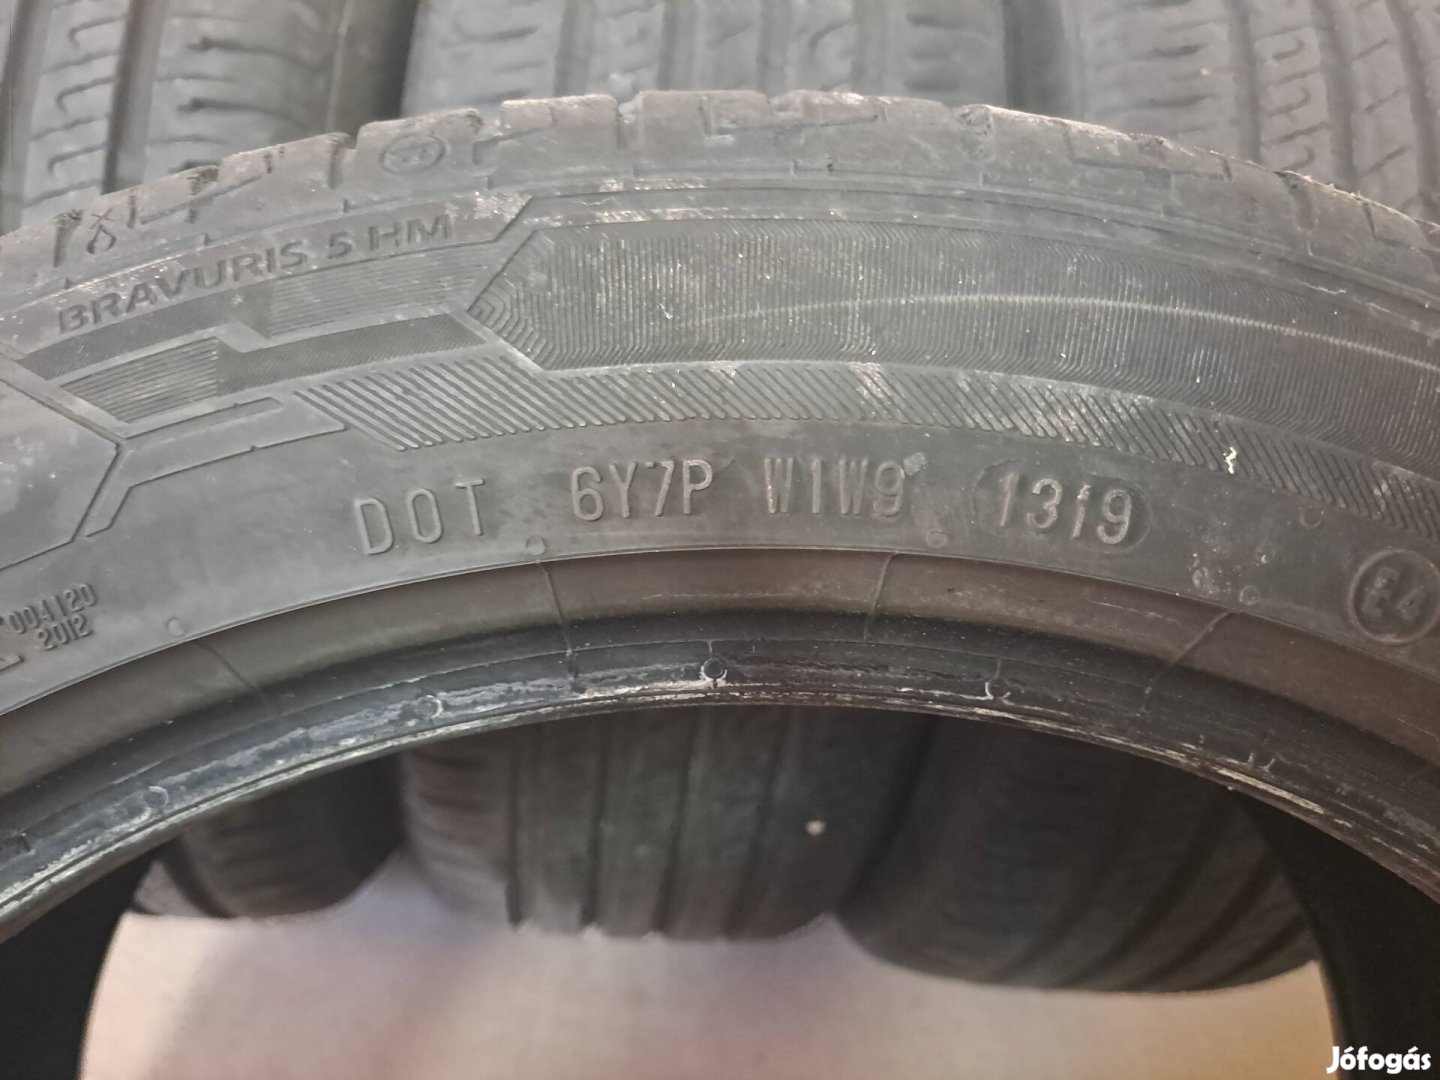 BRAVURIS 5 HM
DOT 6Y7P W1W9 1319
004120
2012
E4
Jófogás